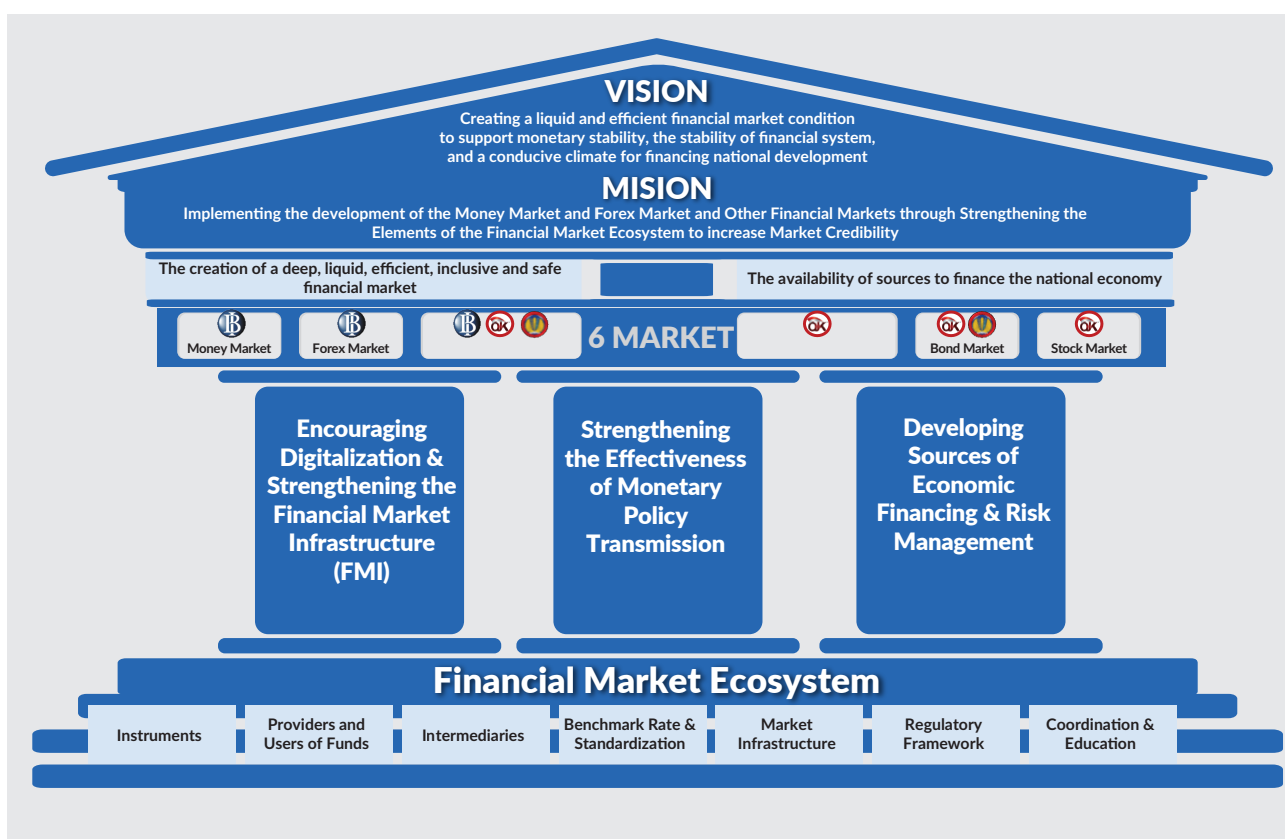 VISION
Creating a liquid and efficient financial market condition
to support monetary stability, the stability of financial system,
and a conducive climate for financing national development
MISION
Implementing the development of the Money Market and Forex Market and Other Financial Markets through Strengthening the
Elements of the Financial Market Ecosystem to increase Market Credibility
The creation of a deep, liquid, efficient, inclusive and safe
financial market
The availability of sources to finance the national economy
Money Market
Forex Market
6 MARKET
Bond Market
Stock Market
Encouraging
Digitalization &
Strengthening the
Financial Market
Infrastructure
(FMI)
Strengthening
the Effectiveness
of Monetary
Policy
Transmission
Developing
Sources of
Economic
Financing & Risk
Management
Financial Market Ecosystem
Instruments
Providers and
Users of Funds
Intermediaries
Benchmark Rate &
Standardization
Market
Infrastructure
Regulatory
Framework
Coordination &
Education